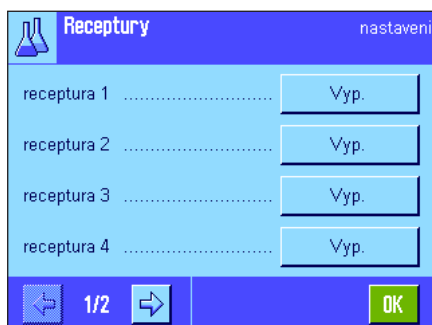 Receptury nastaveni
receptura 1 ........................... Vyp.
receptura 2 ........................... Vyp.
receptura 3 ........................... Vyp.
receptura 4 ........................... Vyp.
1/2 OK